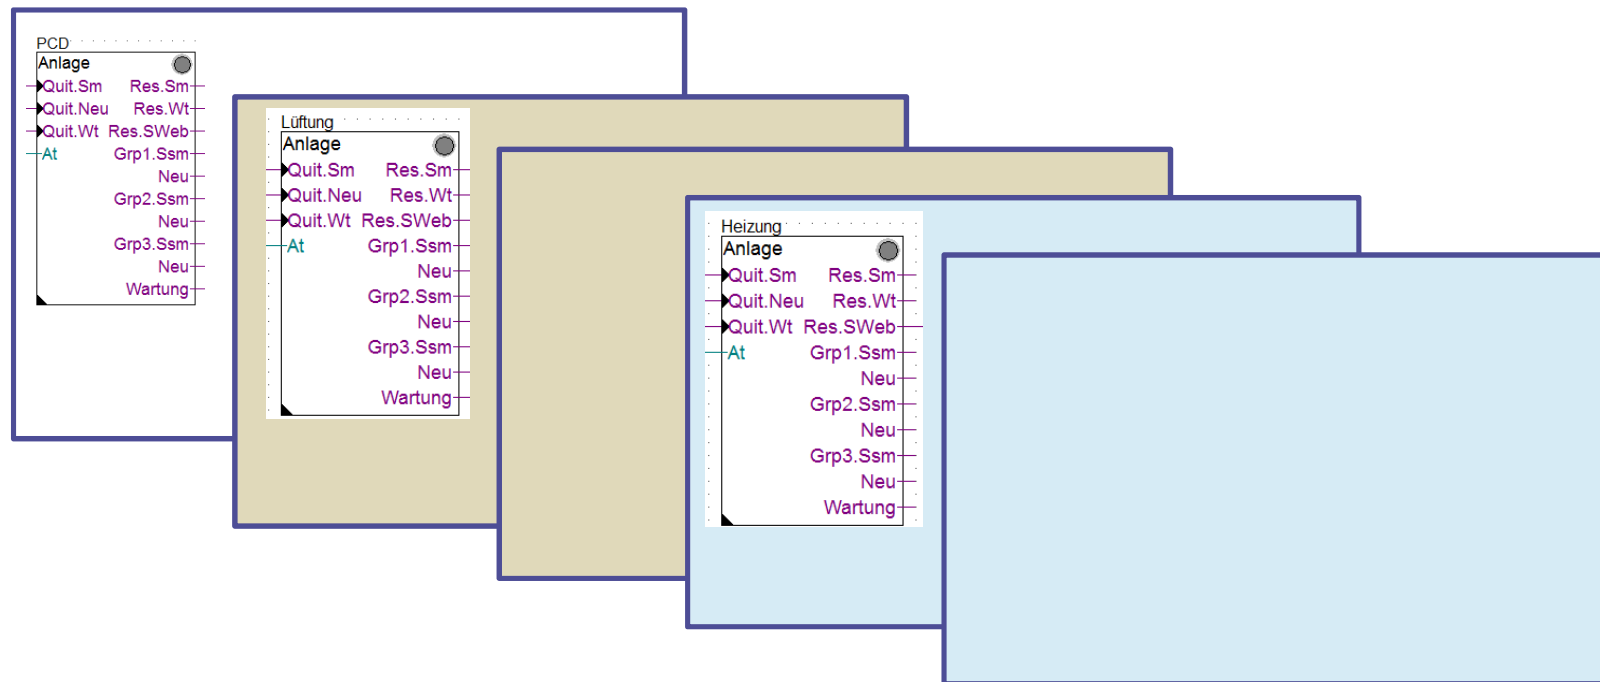 PCD
Anlage
Quit.Sm Res.Sm
Quit.Neu Res.Wt
Quit.Wt Res.SWeb
At Grp1.Ssm
Neu
Grp2.Ssm
Neu
Grp3.Ssm
Neu
Wartung
Lüftung
Anlage
Quit.Sm Res.Sm
Quit.Neu Res.Wt
Quit.Wt Res.SWeb
At Grp1.Ssm
Neu
Grp2.Ssm
Neu
Grp3.Ssm
Neu
Wartung
Heizung
Anlage
Quit.Sm Res.Sm
Quit.Neu Res.Wt
Quit.Wt Res.SWeb
At Grp1.Ssm
Neu
Grp2.Ssm
Neu
Grp3.Ssm
Neu
Wartung